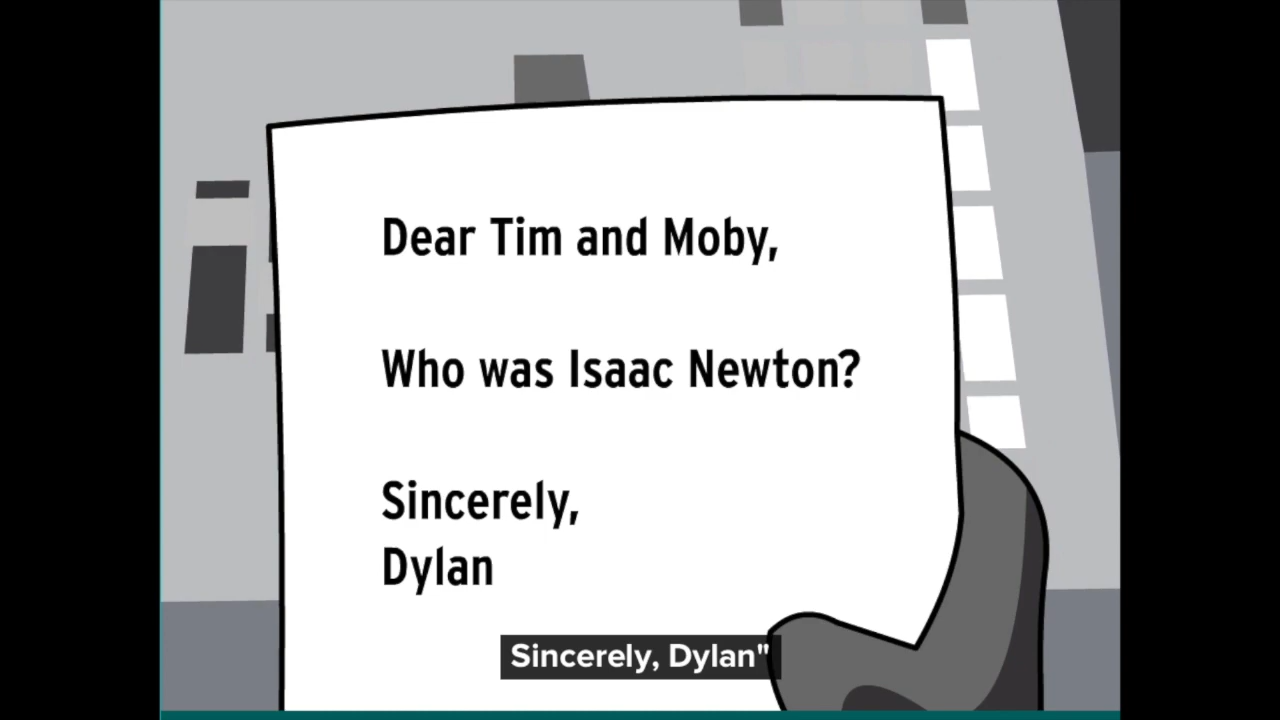 Dear Tim and Moby,
Who was Isaac Newton?
Sincerely,
Dylan
Sincerely, Dylan"